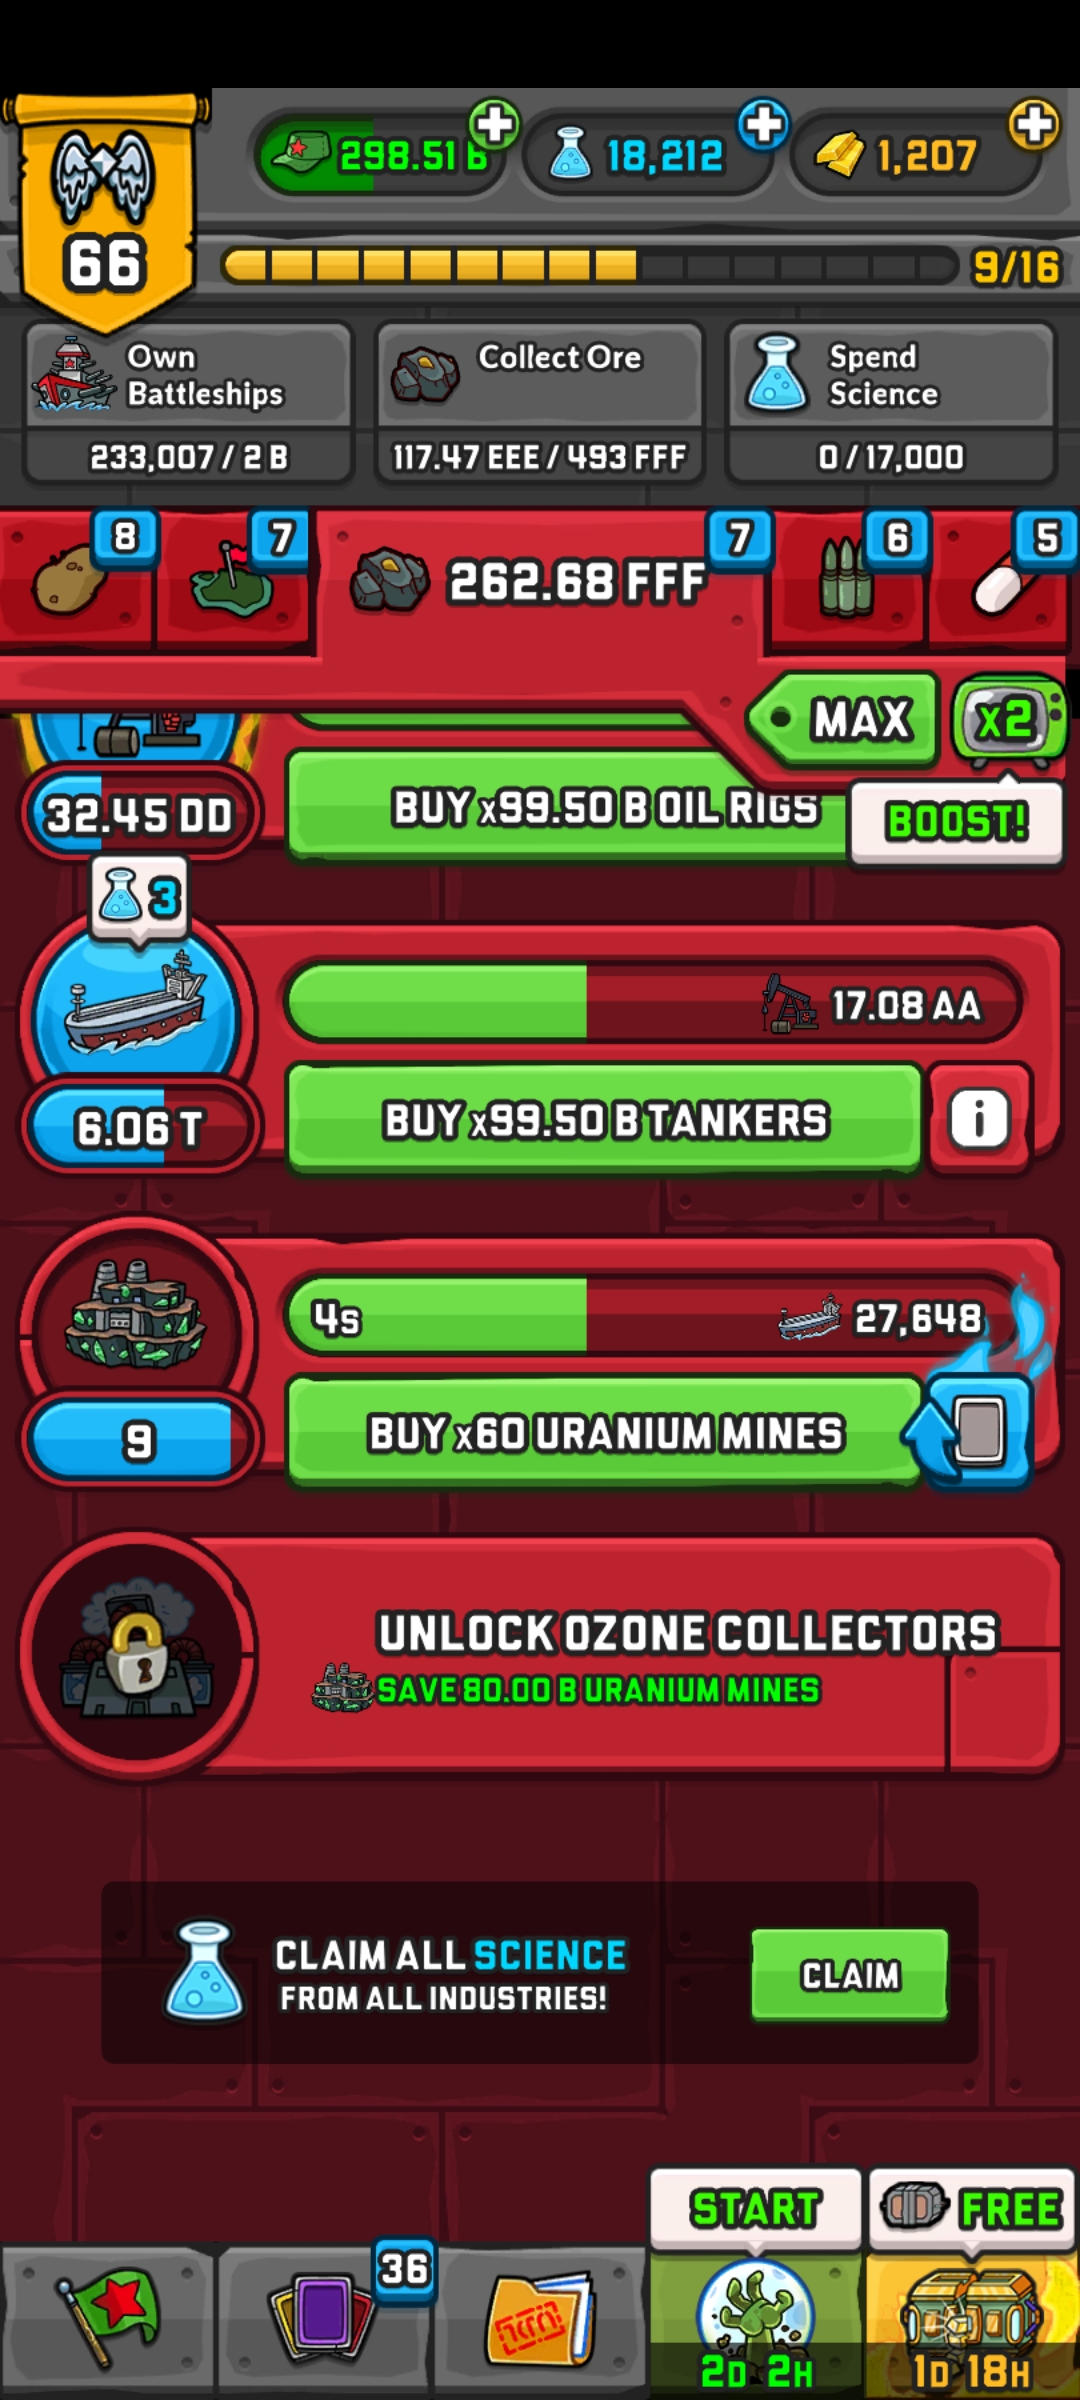 298.51 B
18,212
1,207
66
9/16
Own
Battleships
233,007 / 2 B
Collect Ore
117.47 EEE / 493 FFF
Spend
Science
0 / 17,000
8
7
262.68 FFF
7
6
5
MAX
x2
BOOST!
32.45 DD
BUY x99.50 B OIL RIGS
3
17.08 AA
6.06 T
BUY x99.50 B TANKERS
i
4s
27,648
9
BUY x60 URANIUM MINES
UNLOCK OZONE COLLECTORS
SAVE 80.00 B URANIUM MINES
CLAIM ALL SCIENCE
FROM ALL INDUSTRIES!
CLAIM
START
FREE
36
2D 2H
1D 18H